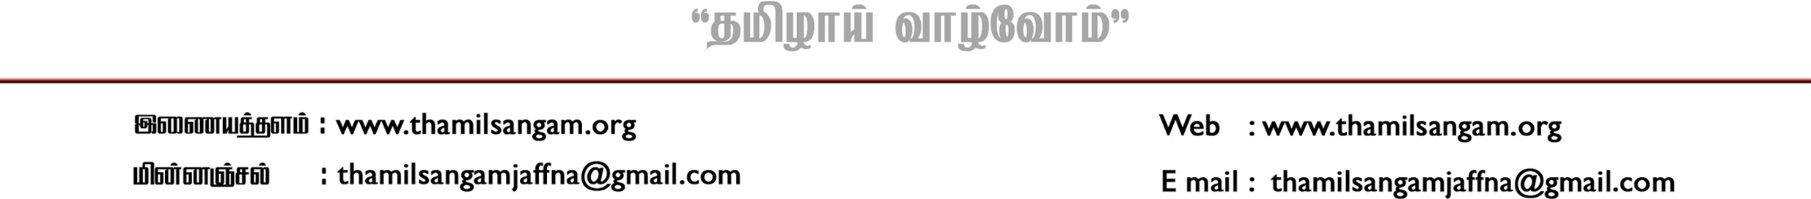 “தமிழாய் வாழ்வோம்”
இணையத்தளம் : www.thamilsangam.org
மின்னஞ்சல் : thamilsangamjaffna@gmail.com
Web : www.thamilsangam.org
E mail : thamilsangamjaffna@gmail.com